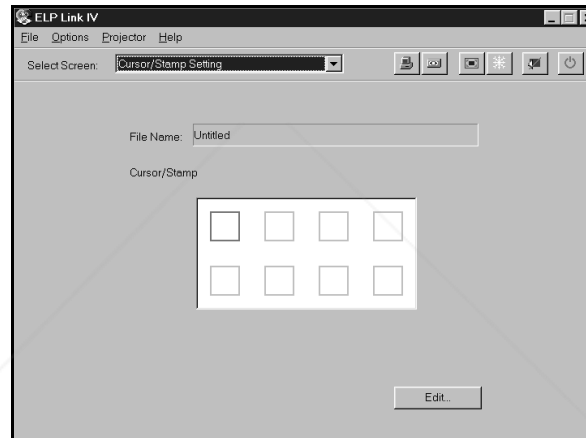 ELP Link IV
File Options Projector Help
Select Screen: Cursor/Stamp Setting
File Name: Untitled
Cursor/Stamp
Edit...